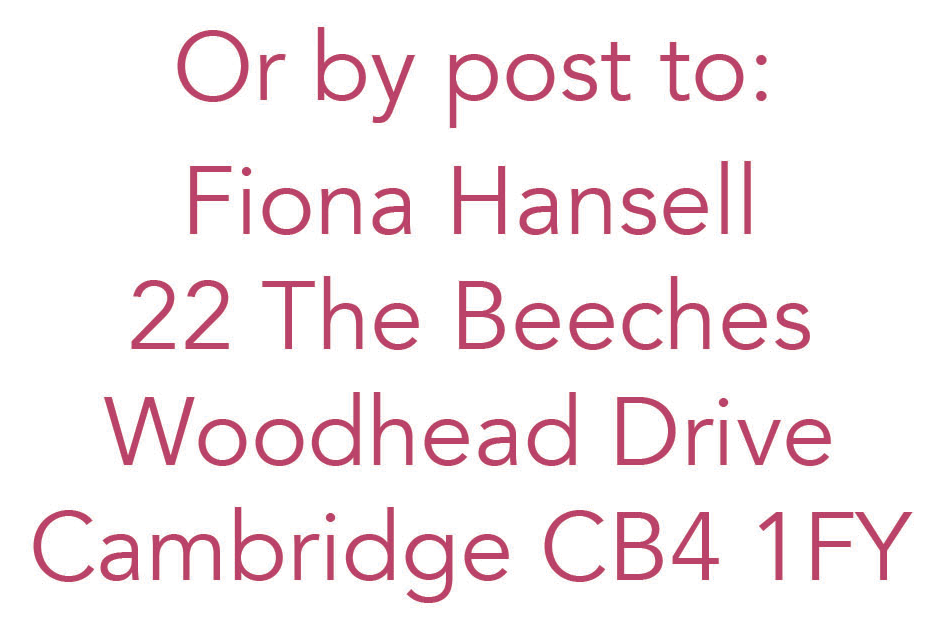 Or by post to:
Fiona Hansell
22 The Beeches
Woodhead Drive
Cambridge CB4 1FY